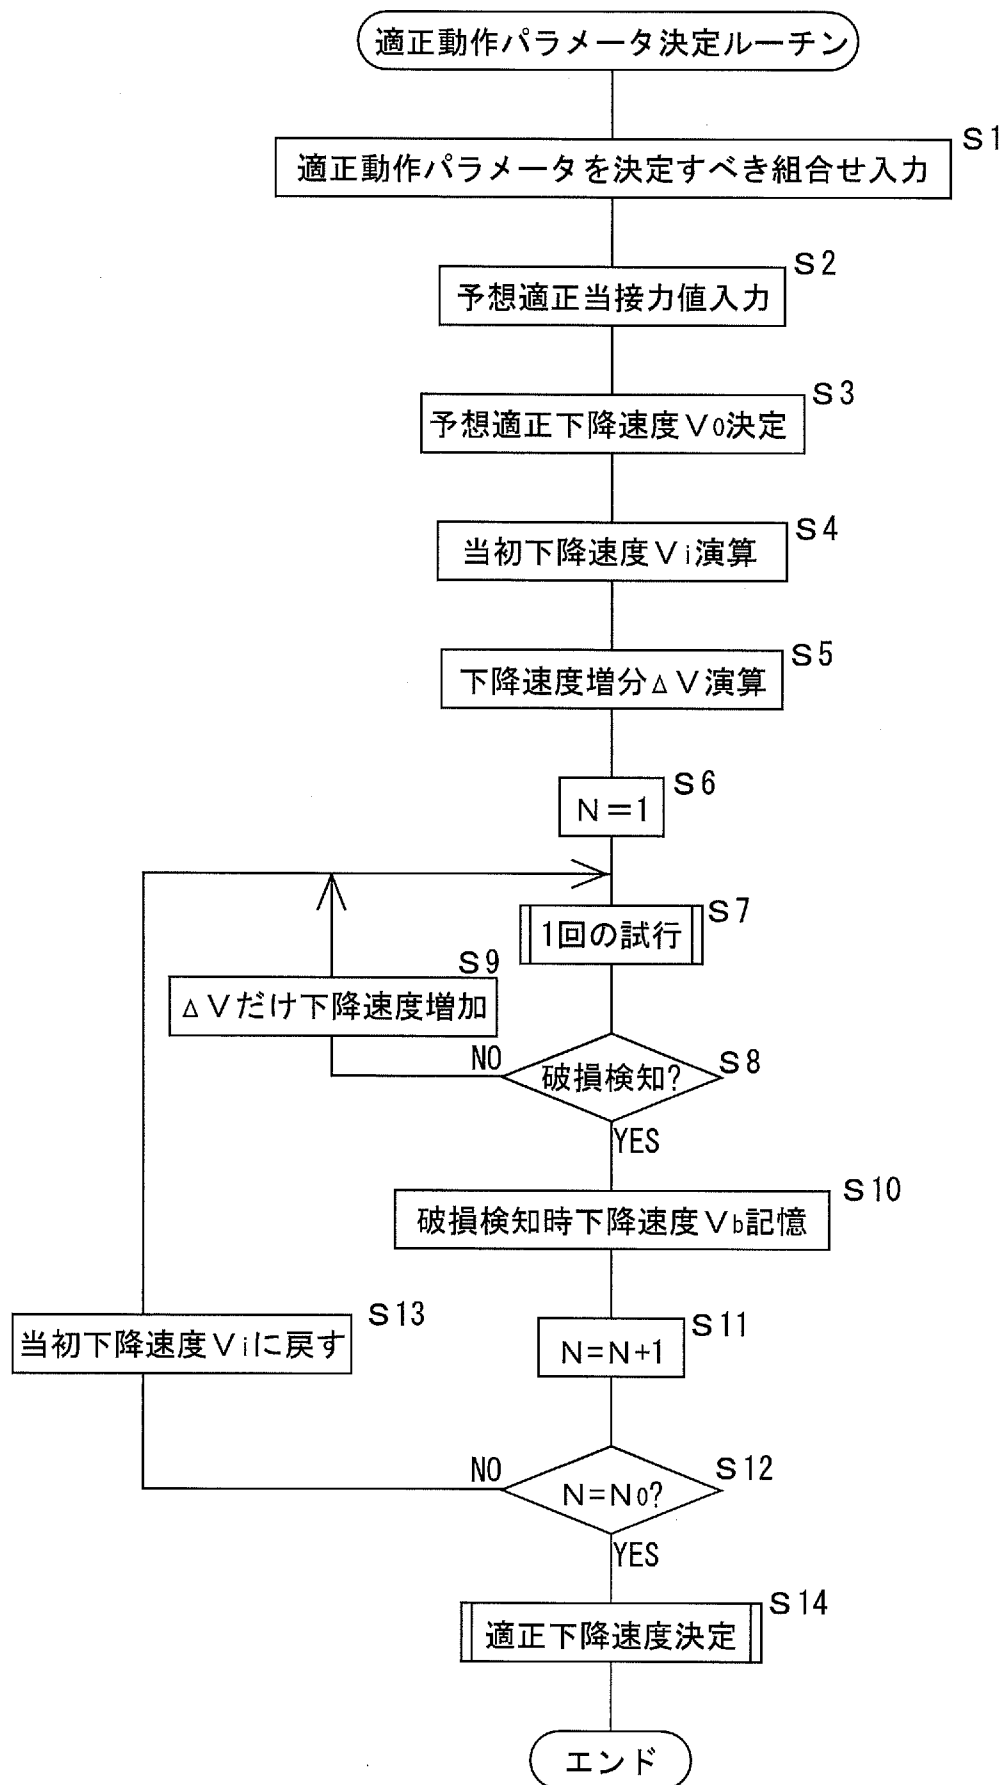 適正動作パラメータ決定ルーチン
S1
適正動作パラメータを決定すべき組合せ入力
S2
予想適正当接力値入力
S3
予想適正下降速度V0決定
S4
当初下降速度Vi演算
S5
下降速度増分ΔV演算
S6
N=1
S7
1回の試行
S9
ΔVだけ下降速度増加
NO
S8
破損検知?
YES
S10
破損検知時下降速度Vb記憶
S13
当初下降速度Viに戻す
S11
N=N+1
NO
S12
N=N0?
YES
S14
適正下降速度決定
エンド